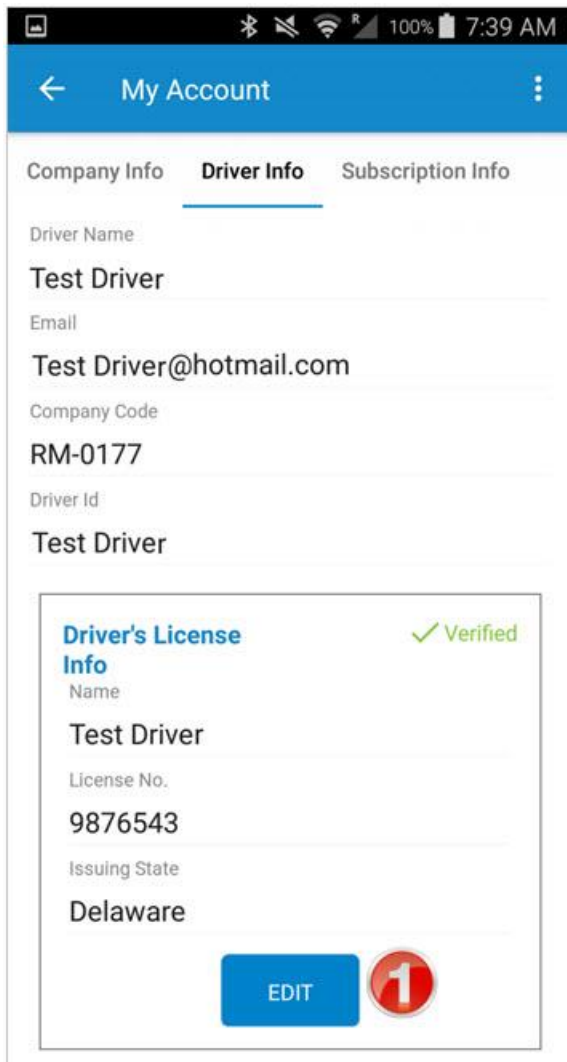 R 100% 7:39 AM
My Account
Company Info Driver Info Subscription Info
Driver Name
Test Driver
Email
Test Driver@hotmail.com
Company Code
RM-0177
Driver Id
Test Driver
Driver's License Verified
Info
Name
Test Driver
License No.
9876543
Issuing State
Delaware
EDIT 1